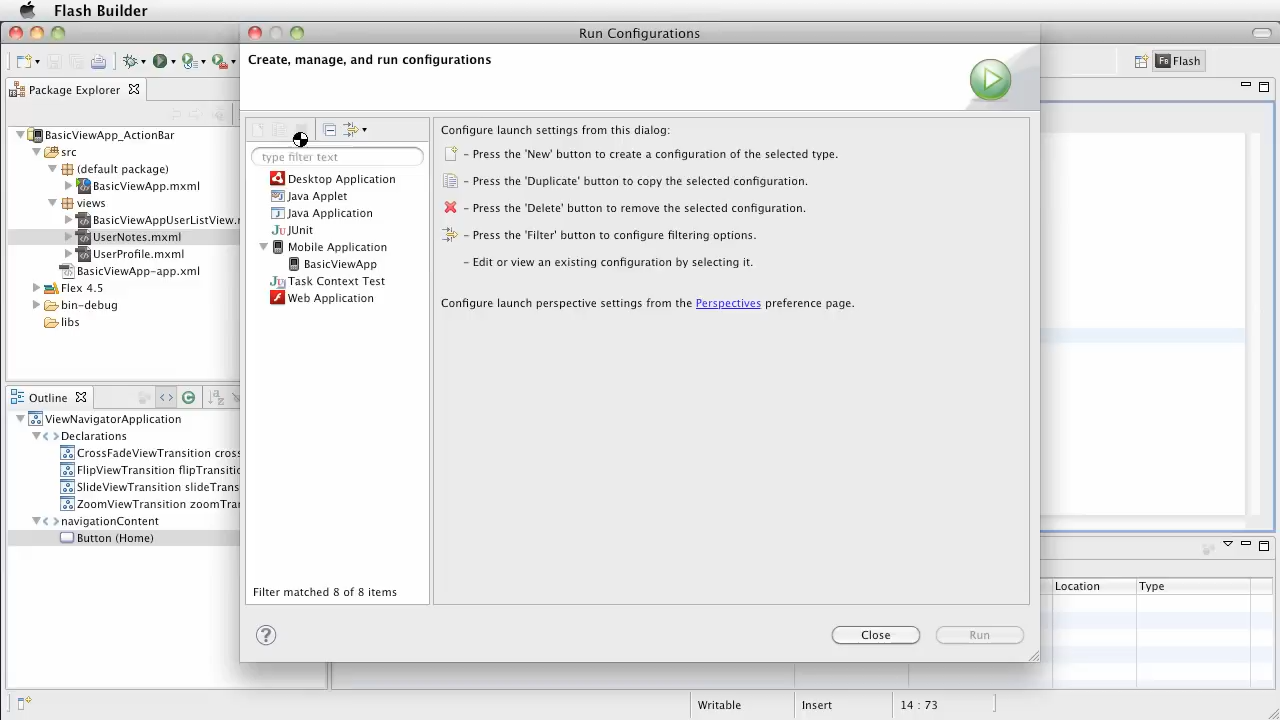 Flash Builder
Run Configurations
Create, manage, and run configurations
Flash
Package Explorer
BasicViewApp_ActionBar
src
(default package)
BasicViewApp.mxml
views
BasicViewAppUserListView.
UserNotes.mxml
UserProfile.mxml
BasicViewApp-app.xml
Flex 4.5
bin-debug
libs
Outline
ViewNavigatorApplication
Declarations
CrossFadeViewTransition cross
FlipViewTransition flipTransitio
SlideViewTransition slideTrans
ZoomViewTransition zoomTra
navigationContent
Button (Home)
type filter text
Desktop Application
Java Applet
Java Application
JUnit
Mobile Application
BasicViewApp
Task Context Test
Web Application
Filter matched 8 of 8 items
Configure launch settings from this dialog:
- Press the 'New' button to create a configuration of the selected type.
- Press the 'Duplicate' button to copy the selected configuration.
- Press the 'Delete' button to remove the selected configuration.
- Press the 'Filter' button to configure filtering options.
- Edit or view an existing configuration by selecting it.
Configure launch perspective settings from the Perspectives preference page.
Close
Run
Location
Type
Writable
Insert
14 : 73